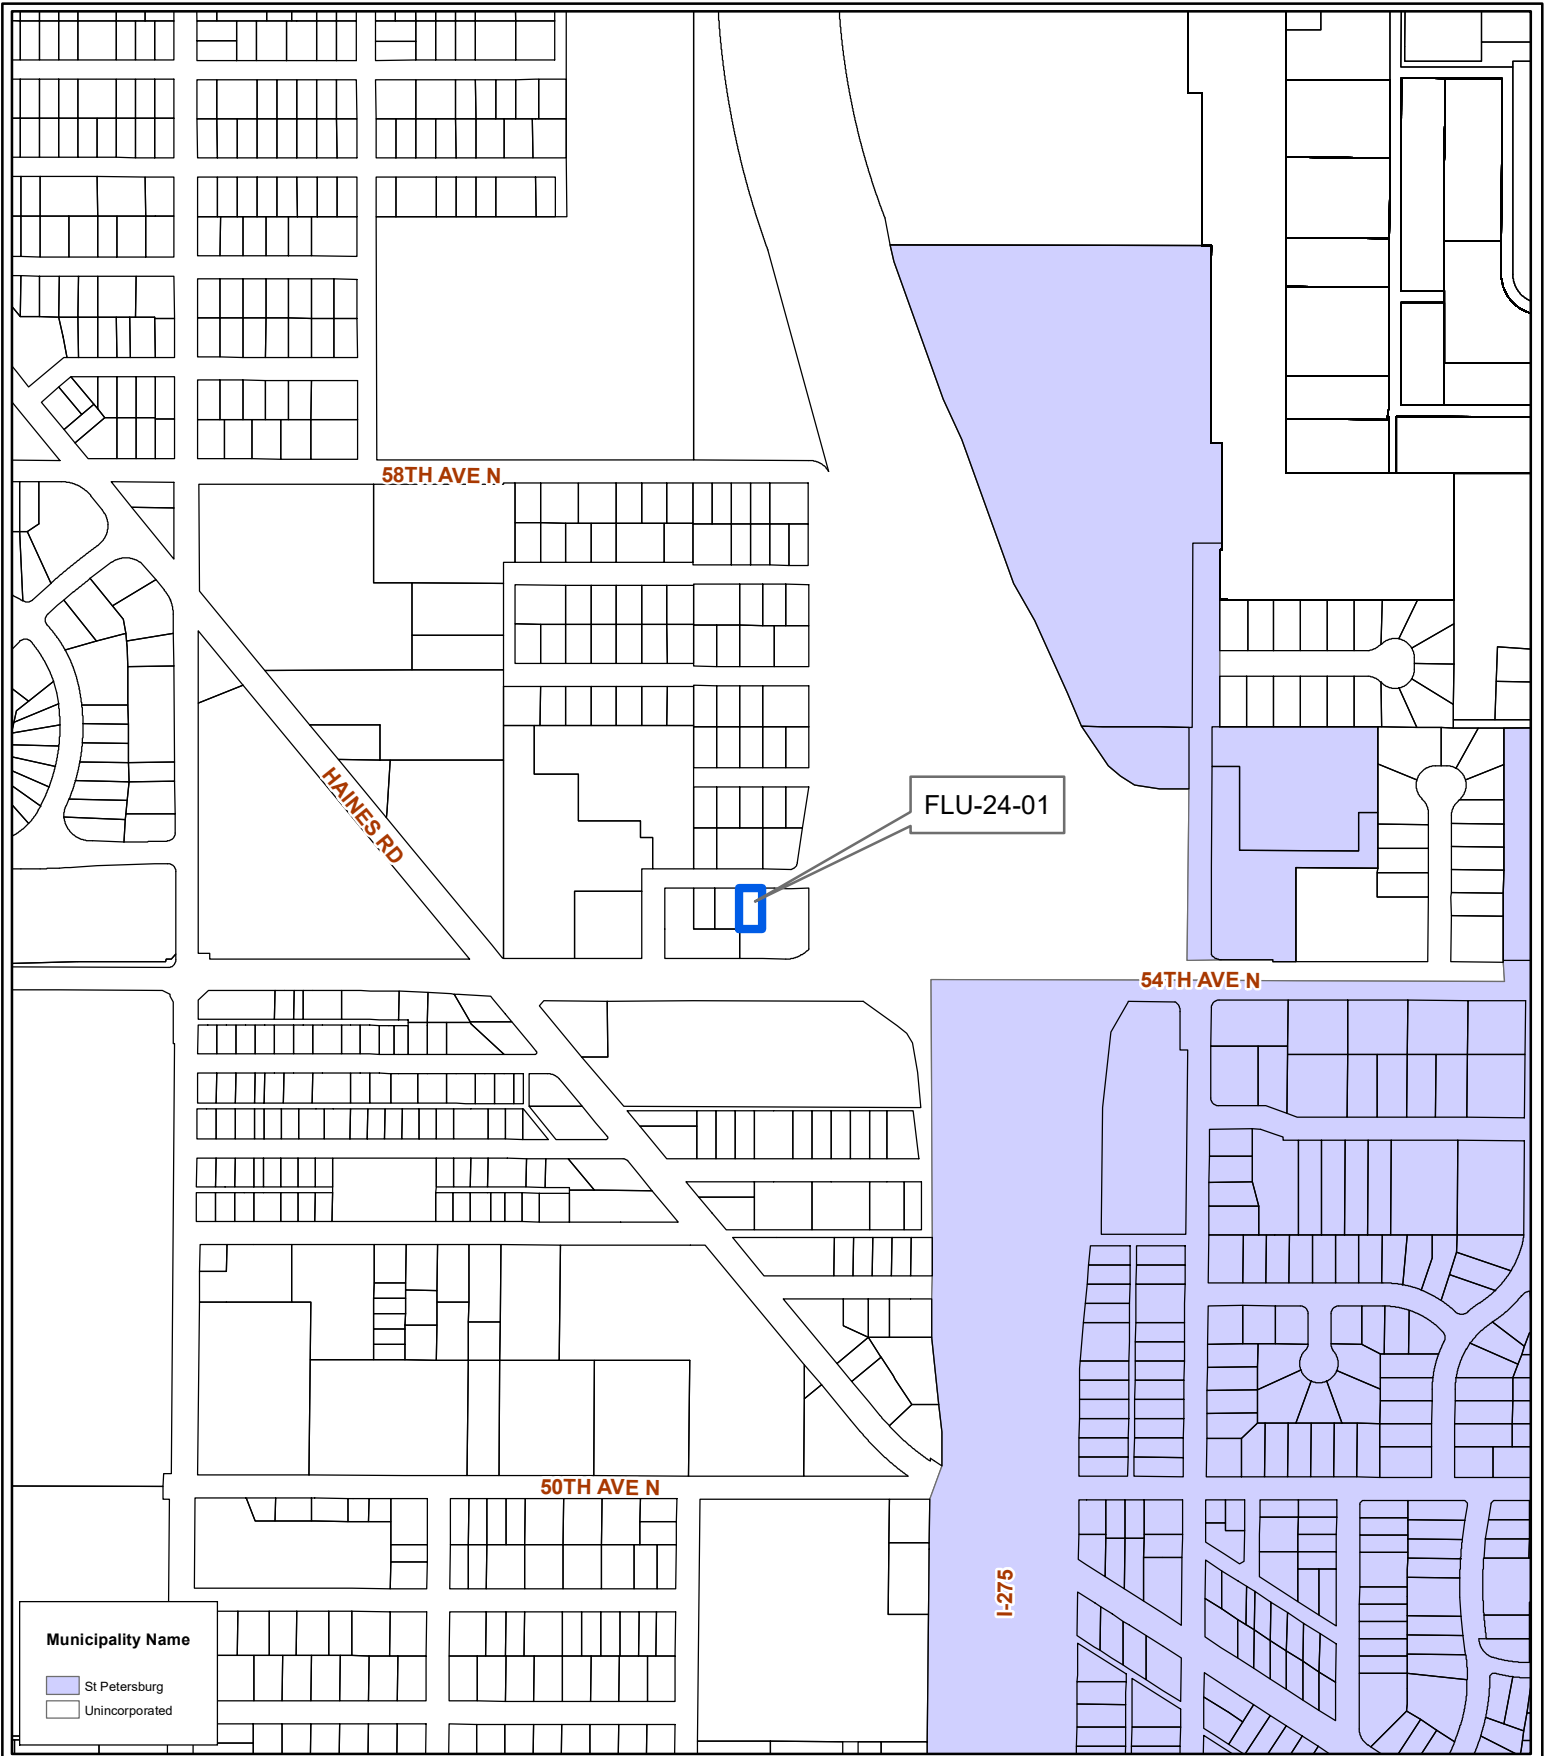 58TH AVE N
HAINES RD
FLU-24-01
54TH AVE N
50TH AVE N
I-275
Municipality Name
St Petersburg
Unincorporated